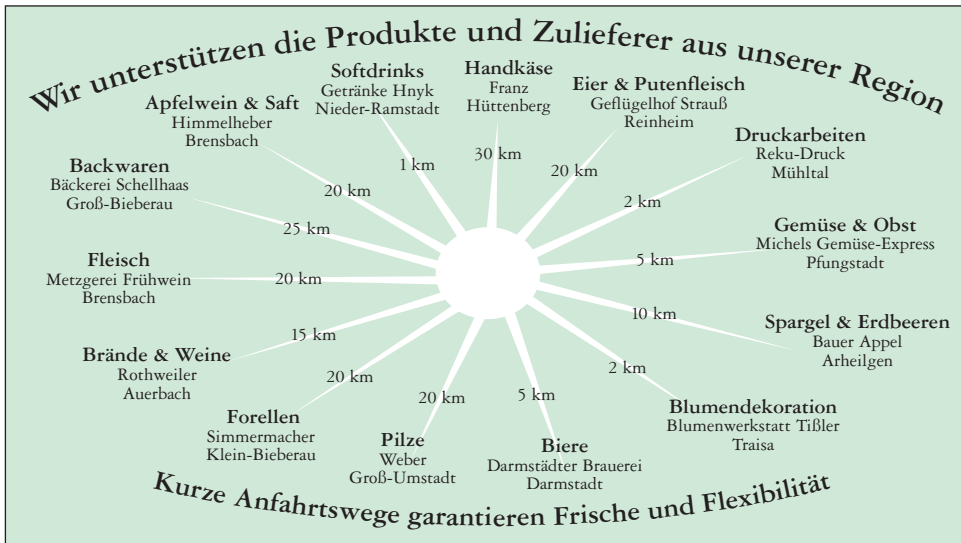 Wir unterstützen die Produkte und Zulieferer aus unserer Region
Handkäse
Franz
Hüttenberg
30 km
Eier & Putenfleisch
Geflügelhof Strauß
Reinheim
20 km
Druckarbeiten
Reku-Druck
Mühltal
2 km
Gemüse & Obst
Michels Gemüse-Express
Pfungstadt
5 km
Spargel & Erdbeeren
Bauer Appel
Arheilgen
10 km
Blumendekoration
Blumenwerkstatt Tißler
Traisa
2 km
Biere
Darmstädter Brauerei
Darmstadt
5 km
Pilze
Weber
Groß-Umstadt
20 km
Forellen
Simmermacher
Klein-Bieberau
20 km
Brände & Weine
Rothweiler
Auerbach
15 km
Fleisch
Metzgerei Frühwein
Brensbach
20 km
Backwaren
Bäckerei Schellhaas
Groß-Bieberau
25 km
Apfelwein & Saft
Himmelheber
Brensbach
20 km
Softdrinks
Getränke Hnyk
Nieder-Ramstadt
1 km
Kurze Anfahrtswege garantieren Frische und Flexibilität